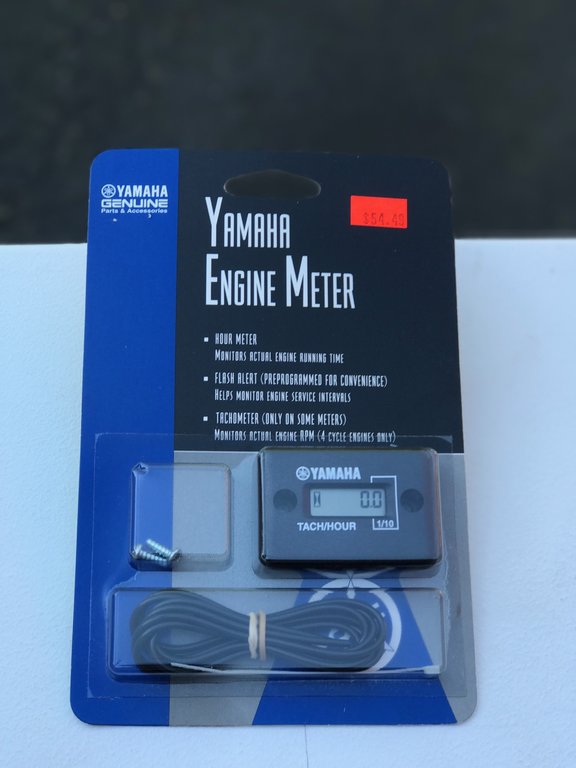 YAMAHA
GENUINE
Parts & Accessories
$54.49
YAMAHA
ENGINE METER
HOUR METER
MONITORS ACTUAL ENGINE RUNNING TIME
FLASH ALERT (PREPROGRAMMED FOR CONVENIENCE)
HELPS MONITOR ENGINE SERVICE INTERVALS
TACHOMETER (ONLY ON SOME METERS)
MONITORS ACTUAL ENGINE RPM (4 CYCLE ENGINES ONLY)
YAMAHA
0.0
TACH/HOUR
1/10